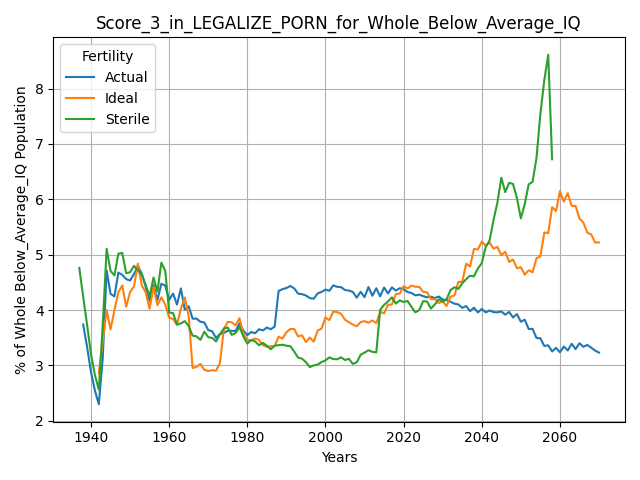 Score_3_in_LEGALIZE_PORN_for_Whole_Below_Average_IQ
Fertility
Actual
Ideal
Sterile
% of Whole Below_Average_IQ Population
8
7
6
5
4
3
2
1940 1960 1980 2000 2020 2040 2060
Years